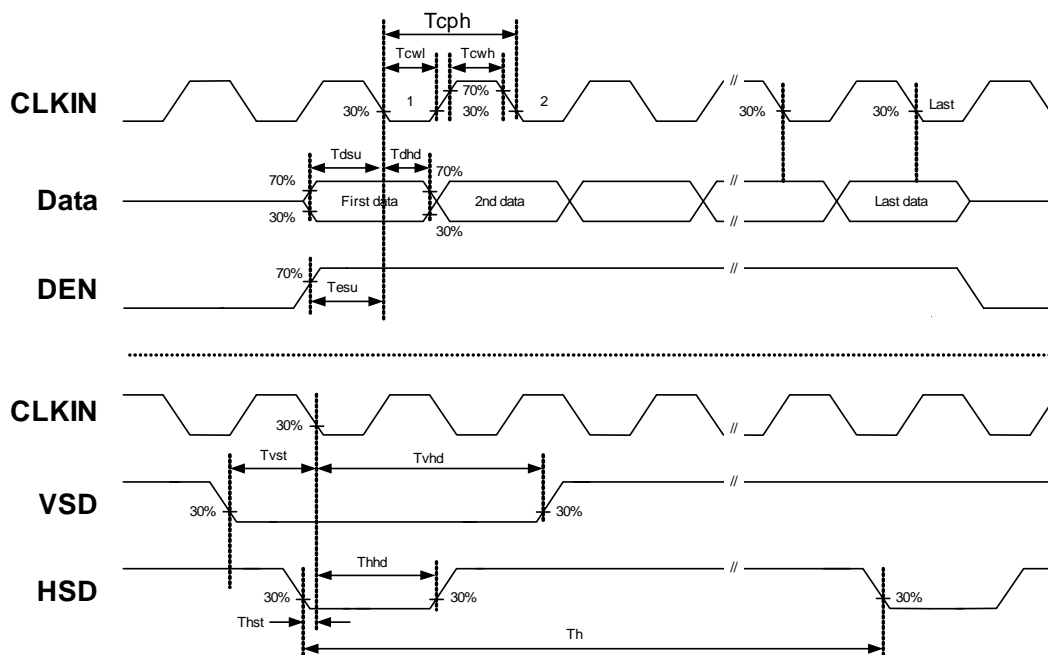 Tcph
Tcwl Tcwh
CLKIN 30% 1 70% 30% 2 // 30% 30% Last
Tdsu Tdhd
Data 70% 30% First data 70% 30% 2nd data // // Last data
DEN 70% Tesu //
CLKIN 30% //
Tvst Tvhd
VSD 30% 30% //
Thhd
HSD 30% 30% // 30%
Thst Th